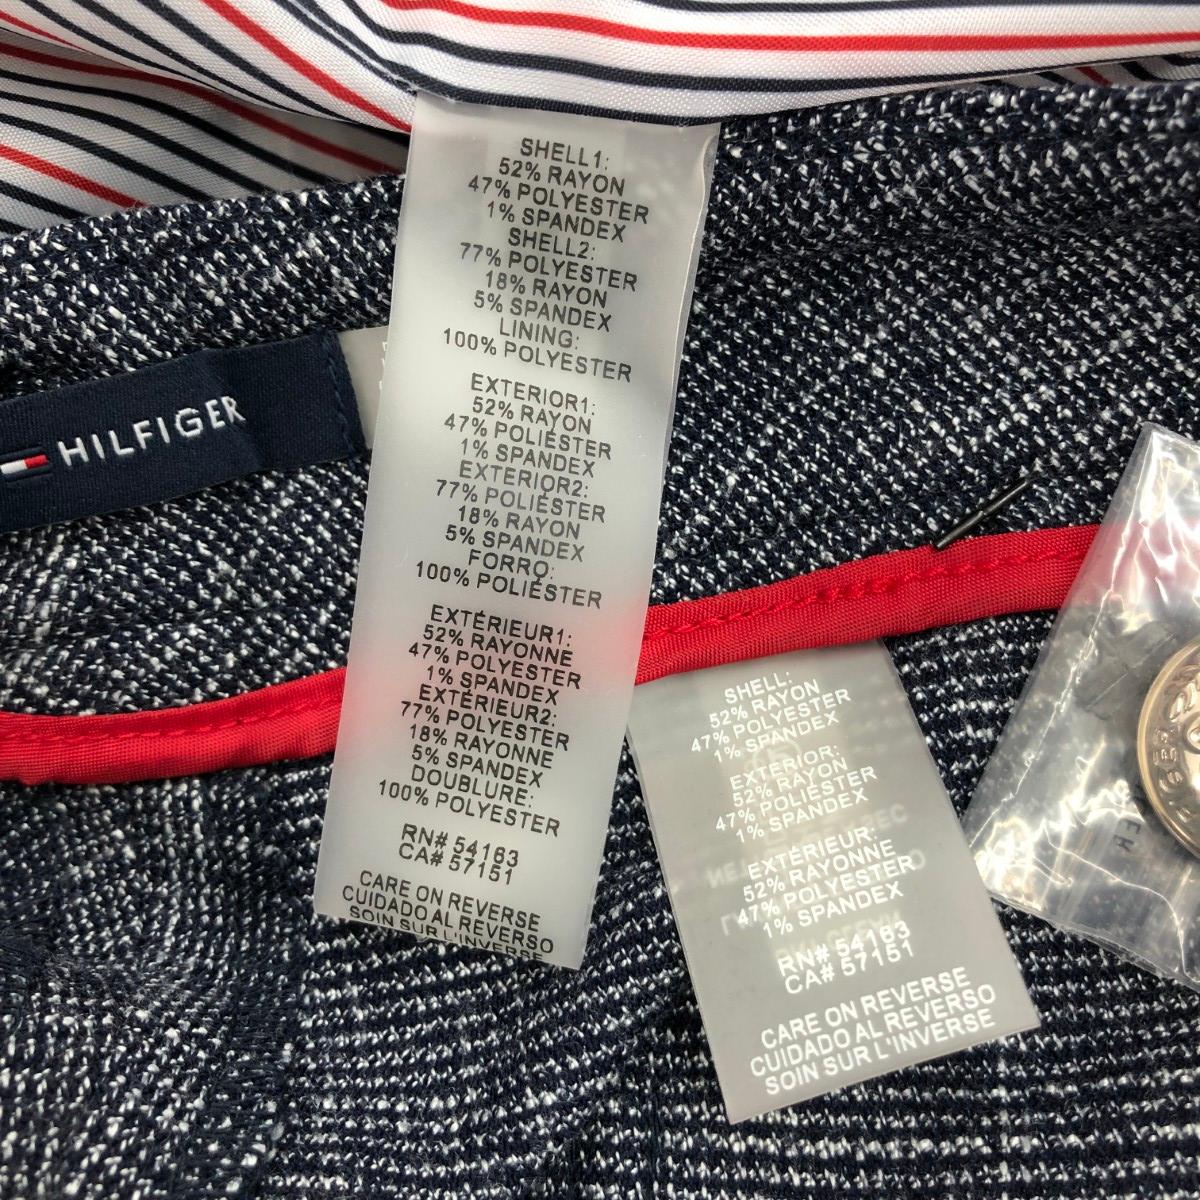 SHELL1:
52% RAYON
47% POLYESTER
1% SPANDEX
SHELL2:
77% POLYESTER
18% RAYON
5% SPANDEX
LINING:
100% POLYESTER
EXTERIOR1:
52% RAYON
47% POLIÉSTER
1% SPANDEX
EXTERIOR2:
77% POLIÉSTER
18% RAYON
5% SPANDEX
FORRO:
100% POLIÉSTER
EXTÉRIEUR1:
52% RAYONNE
47% POLYESTER
1% SPANDEX
EXTÉRIEUR2:
77% POLYESTER
18% RAYONNE
5% SPANDEX
DOUBLURE:
100% POLYESTER
RN# 54163
CA# 57151
CARE ON REVERSE
CUIDADO AL REVERSO
SOIN SUR L'INVERSE
HILFIGER
SHELL:
52% RAYON
47% POLYESTER
1% SPANDEX
EXTERIOR:
52% RAYON
47% POLIÉSTER
1% SPANDEX
EXTÉRIEUR:
52% RAYONNE
47% POLYESTER
1% SPANDEX
RN# 54163
CA# 57151
CARE ON REVERSE
CUIDADO AL REVERSO
SOIN SUR L'INVERSE